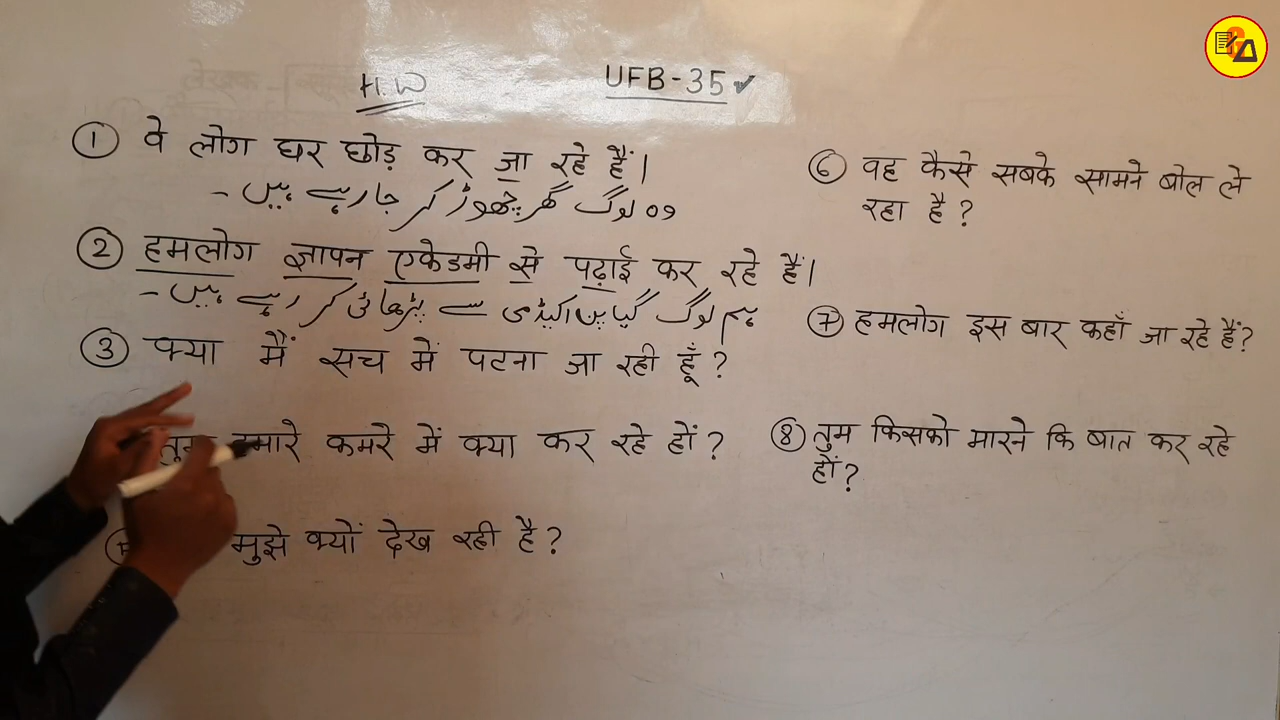 H.W
UFB-35✓
① वे लोग घर छोड़ कर जा रहे हैं।
وہ لوگ گھر چھوڑ کر جا رہے ہیں -
② हमलोग ज्ञापन एकेडमी से पढ़ाई कर रहे हैं।
ہم لوگ گیاپن اکیڈمی سے پڑھائی کر رہے ہیں -
③ क्या मैं सच में पटना जा रही हूँ?
तुम हमारे कमरे में क्या कर रहे हों?
मुझे क्यों देख रही है?
⑥ वह कैसे सबके सामने बोल ले
रहा है?
⑦ हमलोग इस बार कहाँ जा रहे हैं?
⑧ तुम किसको मारने कि बात कर रहे
हों?